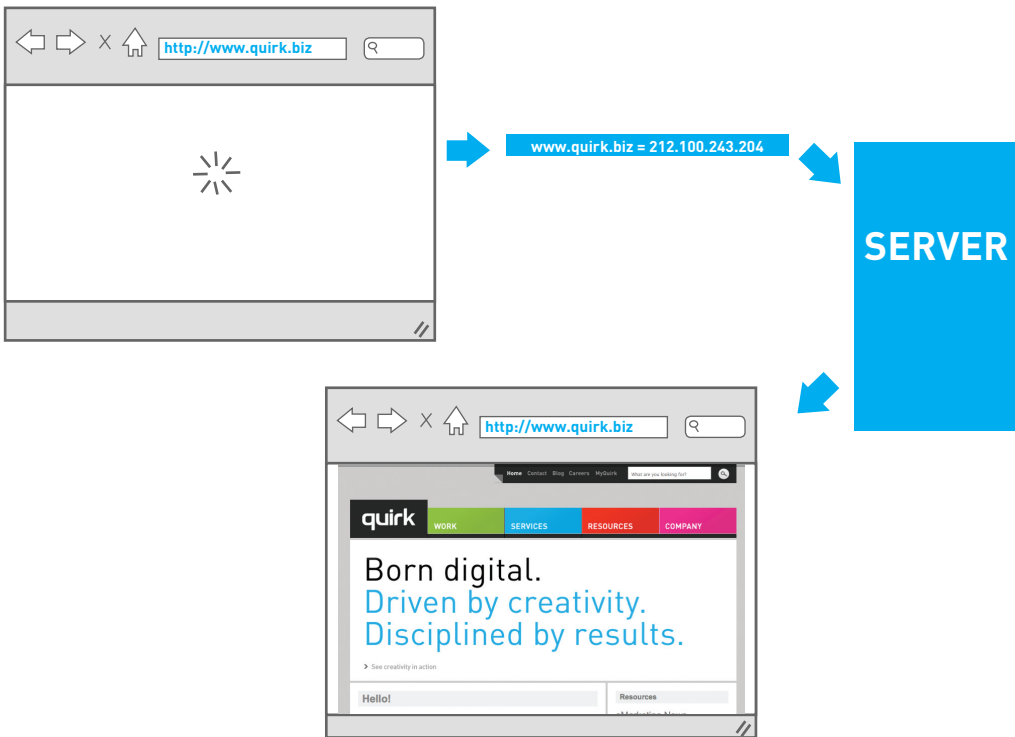 http://www.quirk.biz
www.quirk.biz = 212.100.243.204
SERVER
http://www.quirk.biz
Home Contact Blog Careers MyQuirk What are you looking for?
quirk WORK SERVICES RESOURCES COMPANY
Born digital.
Driven by creativity.
Disciplined by results.
> See creativity in action
Hello! Resources